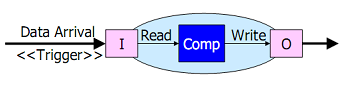 Data Arrival
<<Trigger>>
I
Read
Comp
Write
O